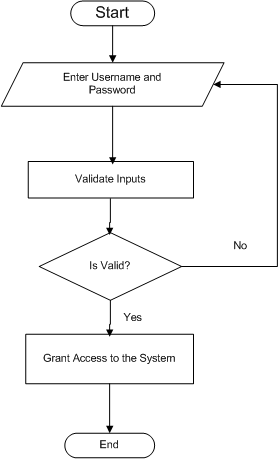 Start
Enter Username and
Password
Validate Inputs
Is Valid?
No
Yes
Grant Access to the System
End